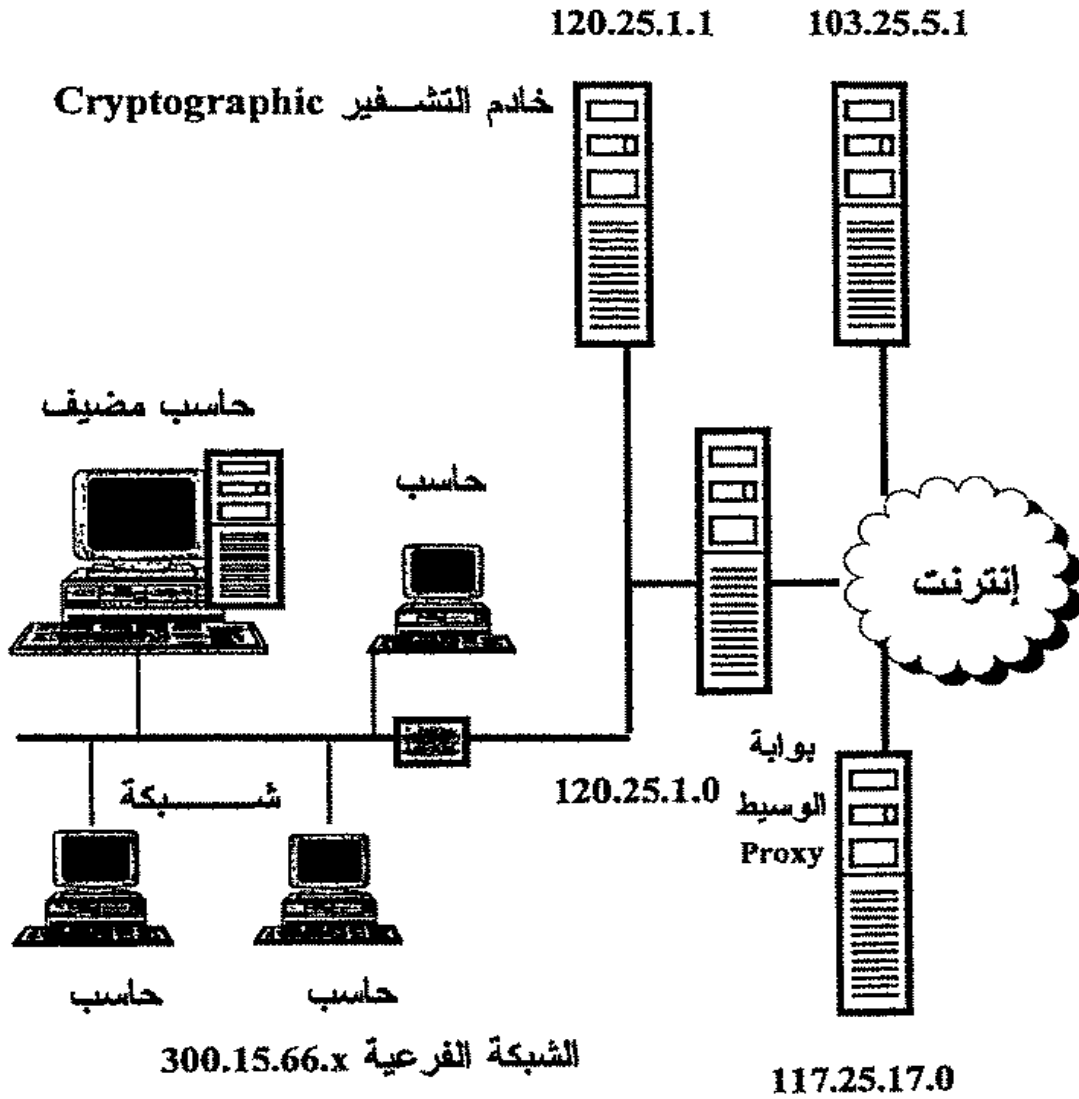 120.25.1.1
103.25.5.1
خادم التشفير Cryptographic
حاسب مضيف
حاسب
إنترنت
بوابة
الوسيط
Proxy
120.25.1.0
شبكة
حاسب
حاسب
الشبكة الفرعية 300.15.66.x
117.25.17.0